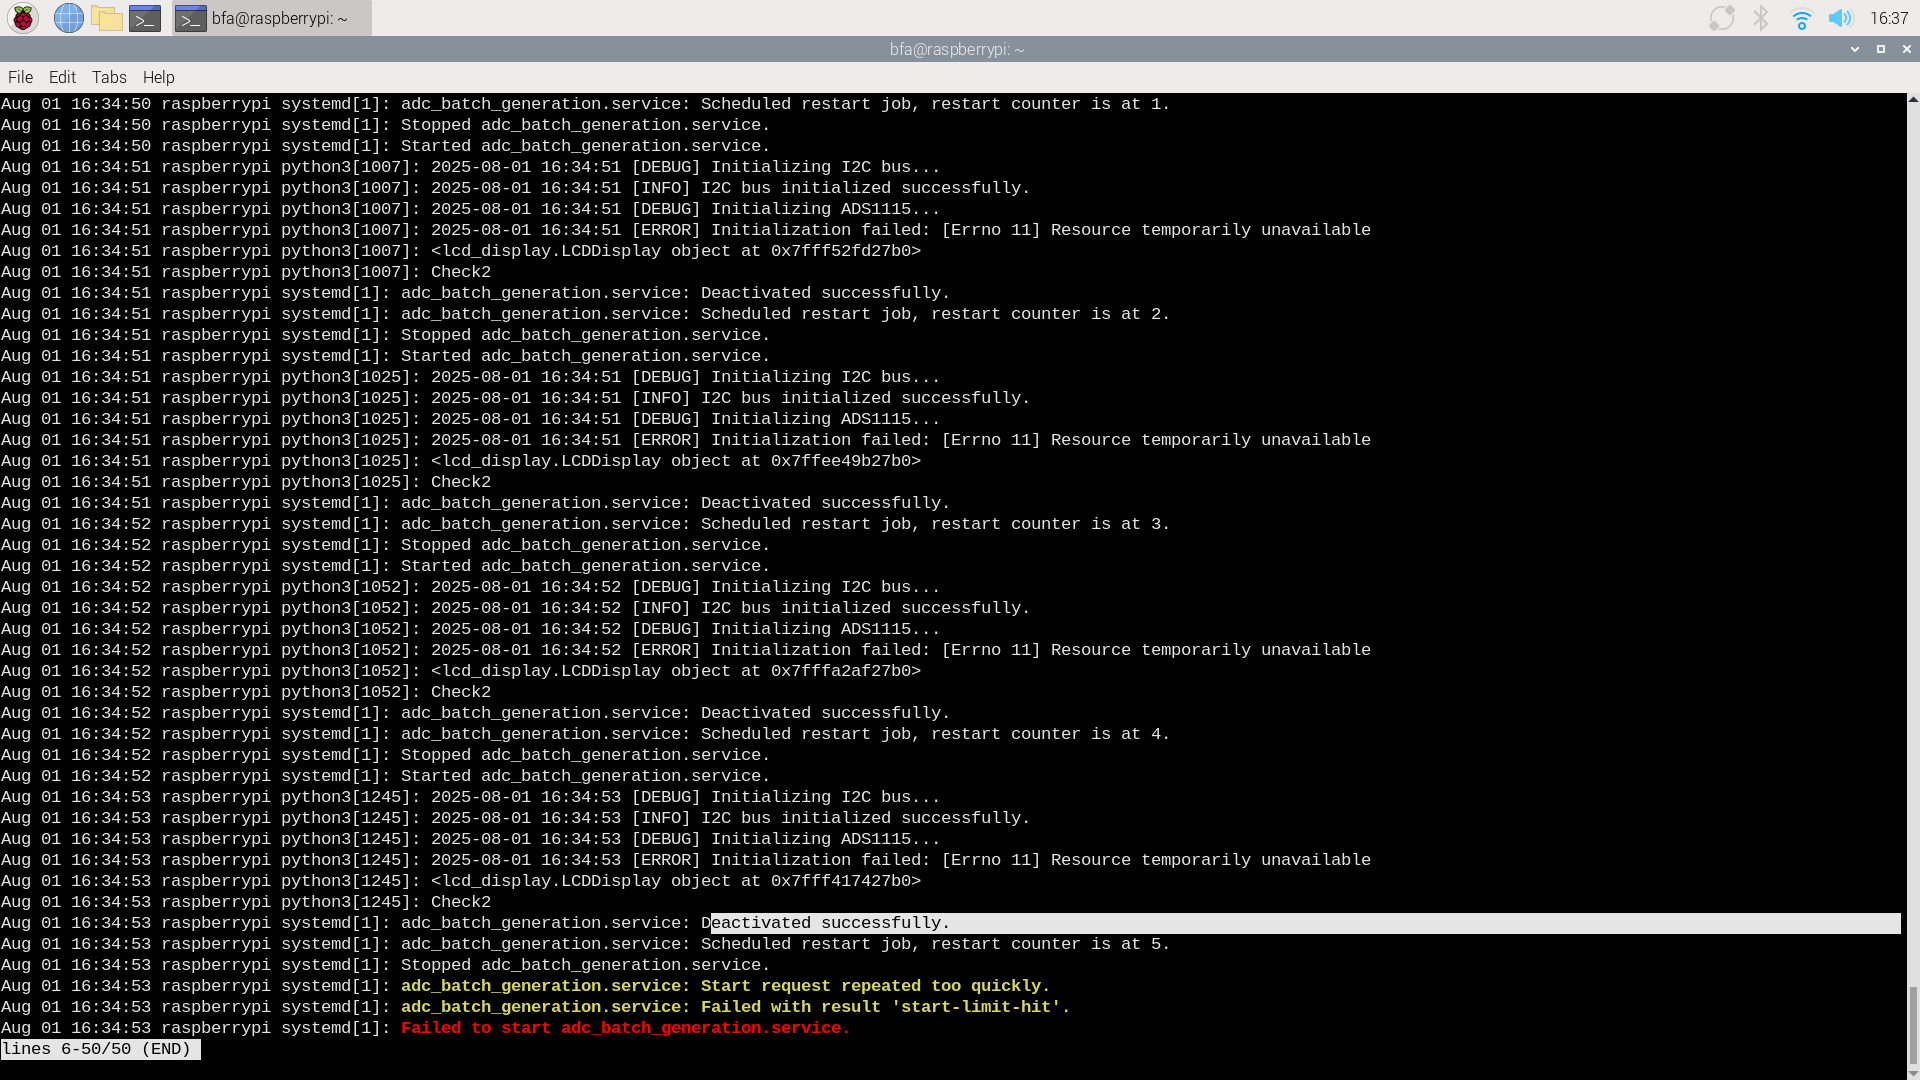 bfa@raspberrypi: ~
16:37
bfa@raspberrypi: ~
File Edit Tabs Help
Aug 01 16:34:50 raspberrypi systemd[1]: adc_batch_generation.service: Scheduled restart job, restart counter is at 1.
Aug 01 16:34:50 raspberrypi systemd[1]: Stopped adc_batch_generation.service.
Aug 01 16:34:50 raspberrypi systemd[1]: Started adc_batch_generation.service.
Aug 01 16:34:51 raspberrypi python3[1007]: 2025-08-01 16:34:51 [DEBUG] Initializing I2C bus...
Aug 01 16:34:51 raspberrypi python3[1007]: 2025-08-01 16:34:51 [INFO] I2C bus initialized successfully.
Aug 01 16:34:51 raspberrypi python3[1007]: 2025-08-01 16:34:51 [DEBUG] Initializing ADS1115...
Aug 01 16:34:51 raspberrypi python3[1007]: 2025-08-01 16:34:51 [ERROR] Initialization failed: [Errno 11] Resource temporarily unavailable
Aug 01 16:34:51 raspberrypi python3[1007]: <lcd_display.LCDDisplay object at 0x7fff52fd27b0>
Aug 01 16:34:51 raspberrypi python3[1007]: Check2
Aug 01 16:34:51 raspberrypi systemd[1]: adc_batch_generation.service: Deactivated successfully.
Aug 01 16:34:51 raspberrypi systemd[1]: adc_batch_generation.service: Scheduled restart job, restart counter is at 2.
Aug 01 16:34:51 raspberrypi systemd[1]: Stopped adc_batch_generation.service.
Aug 01 16:34:51 raspberrypi systemd[1]: Started adc_batch_generation.service.
Aug 01 16:34:51 raspberrypi python3[1025]: 2025-08-01 16:34:51 [DEBUG] Initializing I2C bus...
Aug 01 16:34:51 raspberrypi python3[1025]: 2025-08-01 16:34:51 [INFO] I2C bus initialized successfully.
Aug 01 16:34:51 raspberrypi python3[1025]: 2025-08-01 16:34:51 [DEBUG] Initializing ADS1115...
Aug 01 16:34:51 raspberrypi python3[1025]: 2025-08-01 16:34:51 [ERROR] Initialization failed: [Errno 11] Resource temporarily unavailable
Aug 01 16:34:51 raspberrypi python3[1025]: <lcd_display.LCDDisplay object at 0x7ffee49b27b0>
Aug 01 16:34:51 raspberrypi python3[1025]: Check2
Aug 01 16:34:51 raspberrypi systemd[1]: adc_batch_generation.service: Deactivated successfully.
Aug 01 16:34:52 raspberrypi systemd[1]: adc_batch_generation.service: Scheduled restart job, restart counter is at 3.
Aug 01 16:34:52 raspberrypi systemd[1]: Stopped adc_batch_generation.service.
Aug 01 16:34:52 raspberrypi systemd[1]: Started adc_batch_generation.service.
Aug 01 16:34:52 raspberrypi python3[1052]: 2025-08-01 16:34:52 [DEBUG] Initializing I2C bus...
Aug 01 16:34:52 raspberrypi python3[1052]: 2025-08-01 16:34:52 [INFO] I2C bus initialized successfully.
Aug 01 16:34:52 raspberrypi python3[1052]: 2025-08-01 16:34:52 [DEBUG] Initializing ADS1115...
Aug 01 16:34:52 raspberrypi python3[1052]: 2025-08-01 16:34:52 [ERROR] Initialization failed: [Errno 11] Resource temporarily unavailable
Aug 01 16:34:52 raspberrypi python3[1052]: <lcd_display.LCDDisplay object at 0x7fffa2af27b0>
Aug 01 16:34:52 raspberrypi python3[1052]: Check2
Aug 01 16:34:52 raspberrypi systemd[1]: adc_batch_generation.service: Deactivated successfully.
Aug 01 16:34:52 raspberrypi systemd[1]: adc_batch_generation.service: Scheduled restart job, restart counter is at 4.
Aug 01 16:34:52 raspberrypi systemd[1]: Stopped adc_batch_generation.service.
Aug 01 16:34:52 raspberrypi systemd[1]: Started adc_batch_generation.service.
Aug 01 16:34:53 raspberrypi python3[1245]: 2025-08-01 16:34:53 [DEBUG] Initializing I2C bus...
Aug 01 16:34:53 raspberrypi python3[1245]: 2025-08-01 16:34:53 [INFO] I2C bus initialized successfully.
Aug 01 16:34:53 raspberrypi python3[1245]: 2025-08-01 16:34:53 [DEBUG] Initializing ADS1115...
Aug 01 16:34:53 raspberrypi python3[1245]: 2025-08-01 16:34:53 [ERROR] Initialization failed: [Errno 11] Resource temporarily unavailable
Aug 01 16:34:53 raspberrypi python3[1245]: <lcd_display.LCDDisplay object at 0x7fff417427b0>
Aug 01 16:34:53 raspberrypi python3[1245]: Check2
Aug 01 16:34:53 raspberrypi systemd[1]: adc_batch_generation.service: Deactivated successfully.
Aug 01 16:34:53 raspberrypi systemd[1]: adc_batch_generation.service: Scheduled restart job, restart counter is at 5.
Aug 01 16:34:53 raspberrypi systemd[1]: Stopped adc_batch_generation.service.
Aug 01 16:34:53 raspberrypi systemd[1]: adc_batch_generation.service: Start request repeated too quickly.
Aug 01 16:34:53 raspberrypi systemd[1]: adc_batch_generation.service: Failed with result 'start-limit-hit'.
Aug 01 16:34:53 raspberrypi systemd[1]: Failed to start adc_batch_generation.service.
lines 6-50/50 (END)